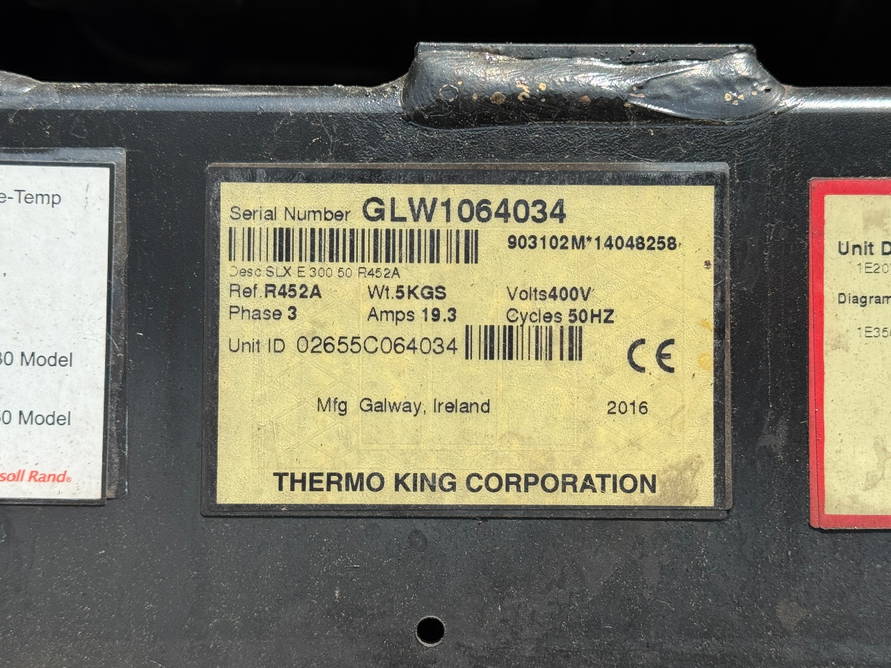 e-Temp
30 Model
50 Model
soll Rand®
Serial Number GLW1064034
903102M*14048258
Desc SLX E 300 50 R452A
Ref.R452A Wt.5KGS Volts400V
Phase 3 Amps 19.3 Cycles 50HZ
Unit ID 02655C064034
CE
Mfg Galway, Ireland 2016
THERMO KING CORPORATION
Unit D
1E20
Diagram
1E35